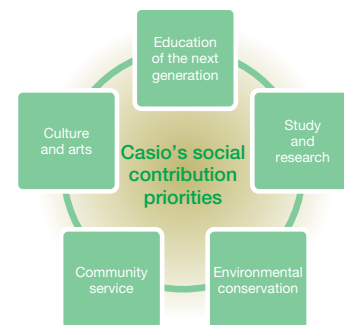 Education
of the next
generation
Culture
and arts
Casio's social
contribution
priorities
Study
and
research
Community
service
Environmental
conservation